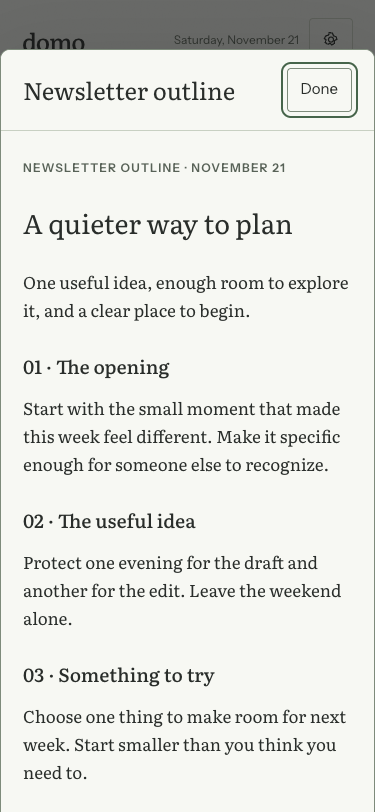 domo
Saturday, November 21
Newsletter outline
Done
NEWSLETTER OUTLINE · NOVEMBER 21
A quieter way to plan
One useful idea, enough room to explore
it, and a clear place to begin.
01 · The opening
Start with the small moment that made
this week feel different. Make it specific
enough for someone else to recognize.
02 · The useful idea
Protect one evening for the draft and
another for the edit. Leave the weekend
alone.
03 · Something to try
Choose one thing to make room for next
week. Start smaller than you think you
need to.